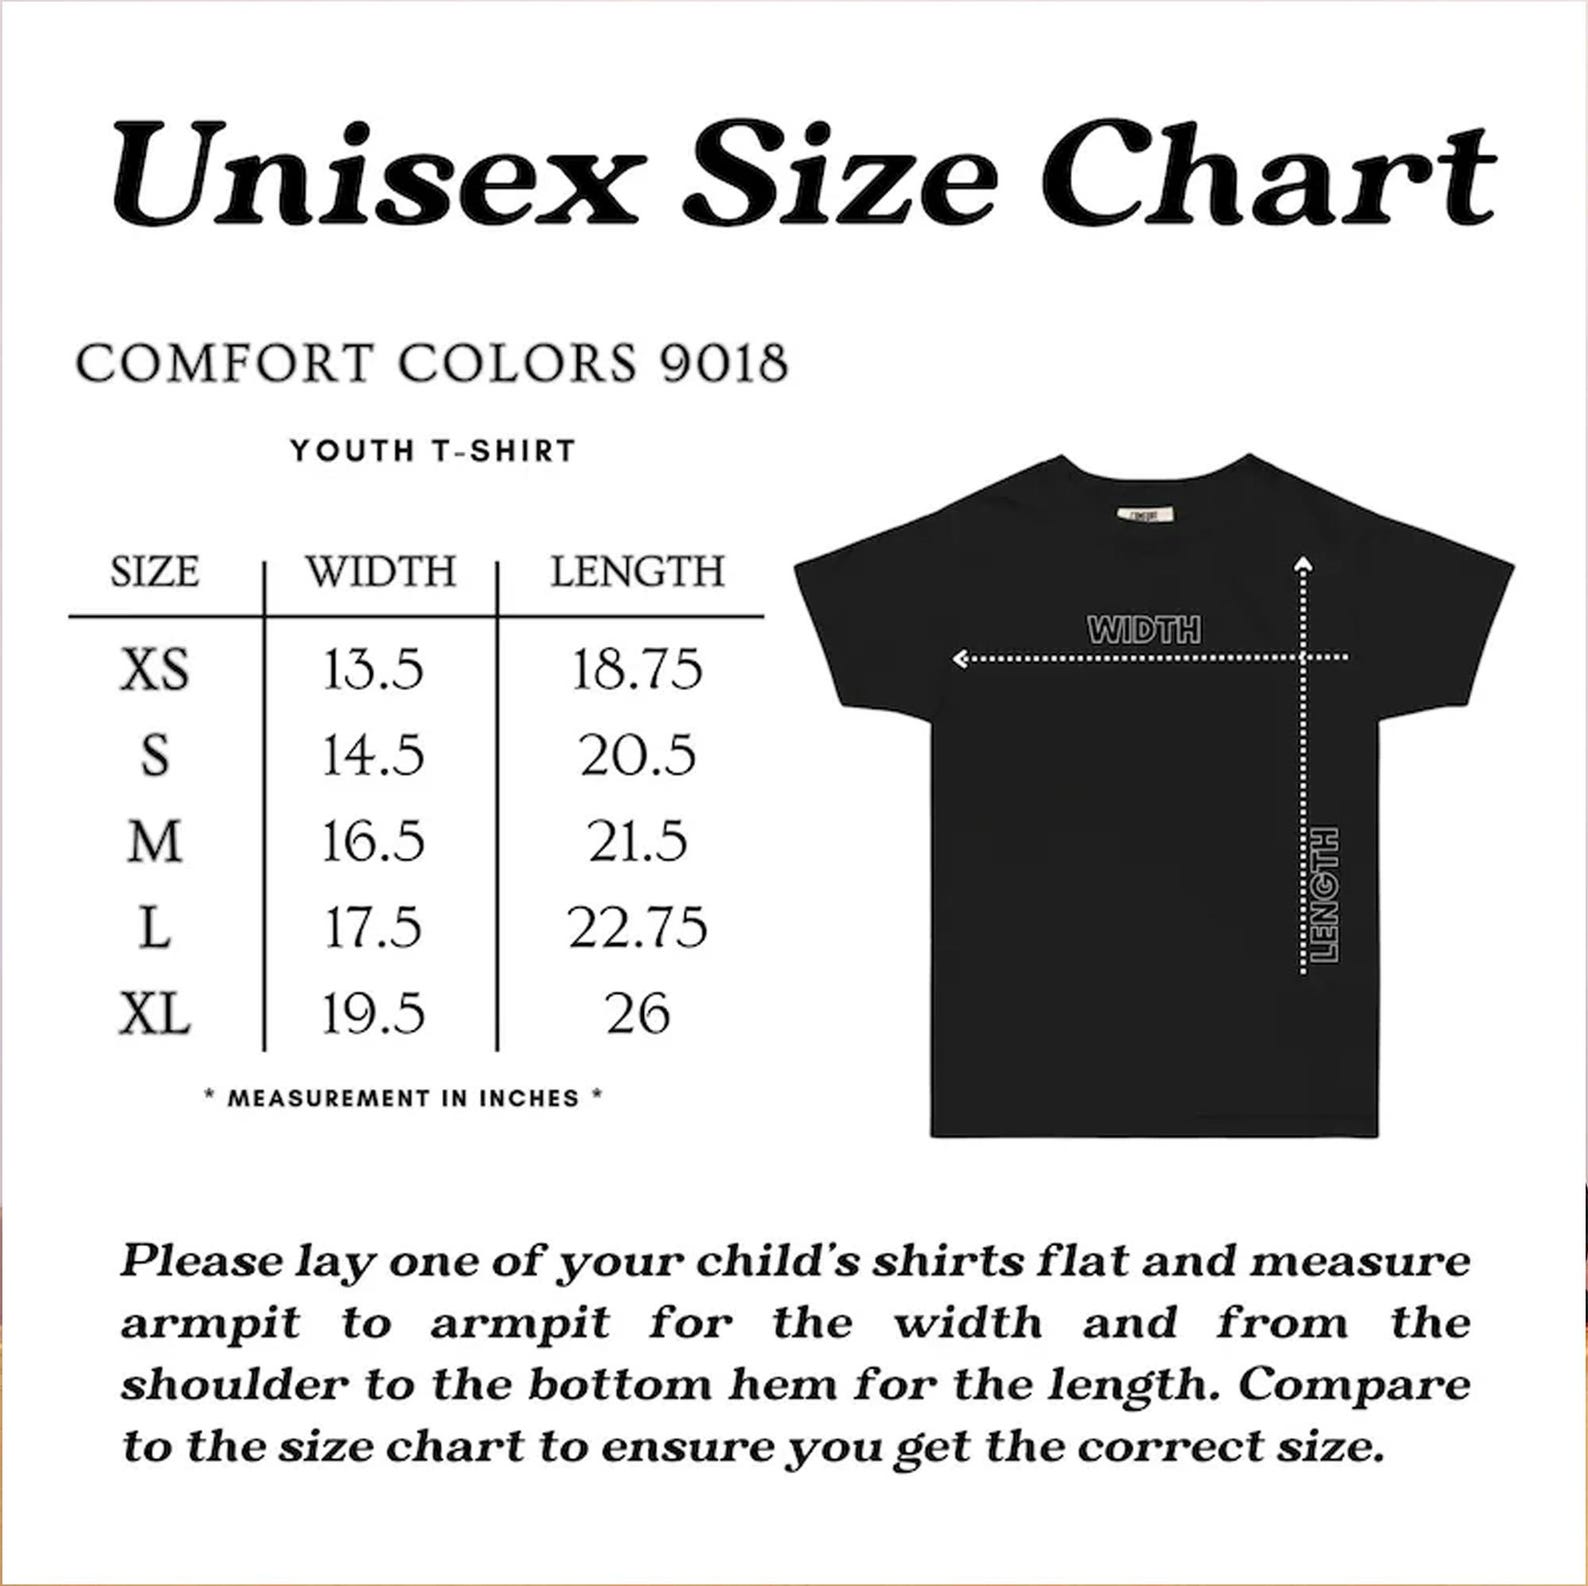 Unisex Size Chart
COMFORT COLORS 9018
YOUTH T-SHIRT
SIZE WIDTH LENGTH
XS 13.5 18.75
S 14.5 20.5
M 16.5 21.5
L 17.5 22.75
XL 19.5 26
* MEASUREMENT IN INCHES *
COMFORT
WIDTH
LENGTH
Please lay one of your child's shirts flat and measure
armpit to armpit for the width and from the
shoulder to the bottom hem for the length. Compare
to the size chart to ensure you get the correct size.